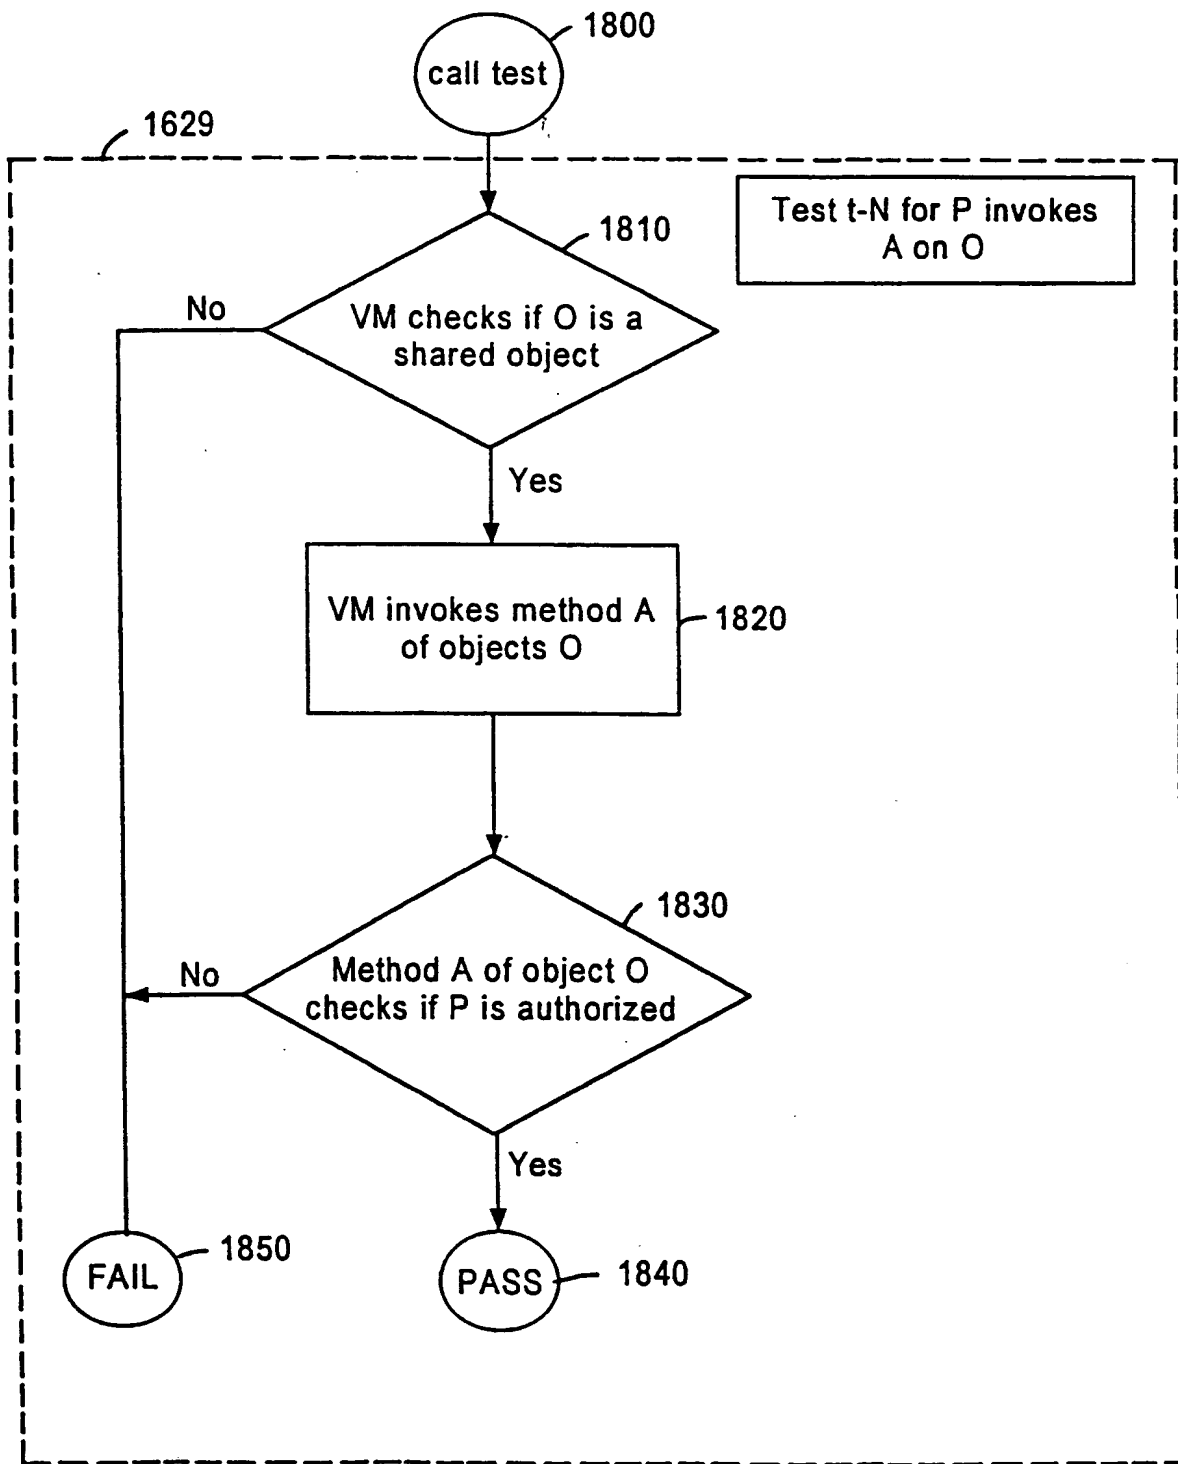 1800
call test
1629
Test t-N for P invokes
A on O
1810
No
VM checks if O is a
shared object
Yes
VM invokes method A
of objects O
1820
1830
No
Method A of object O
checks if P is authorized
Yes
FAIL
1850
PASS
1840